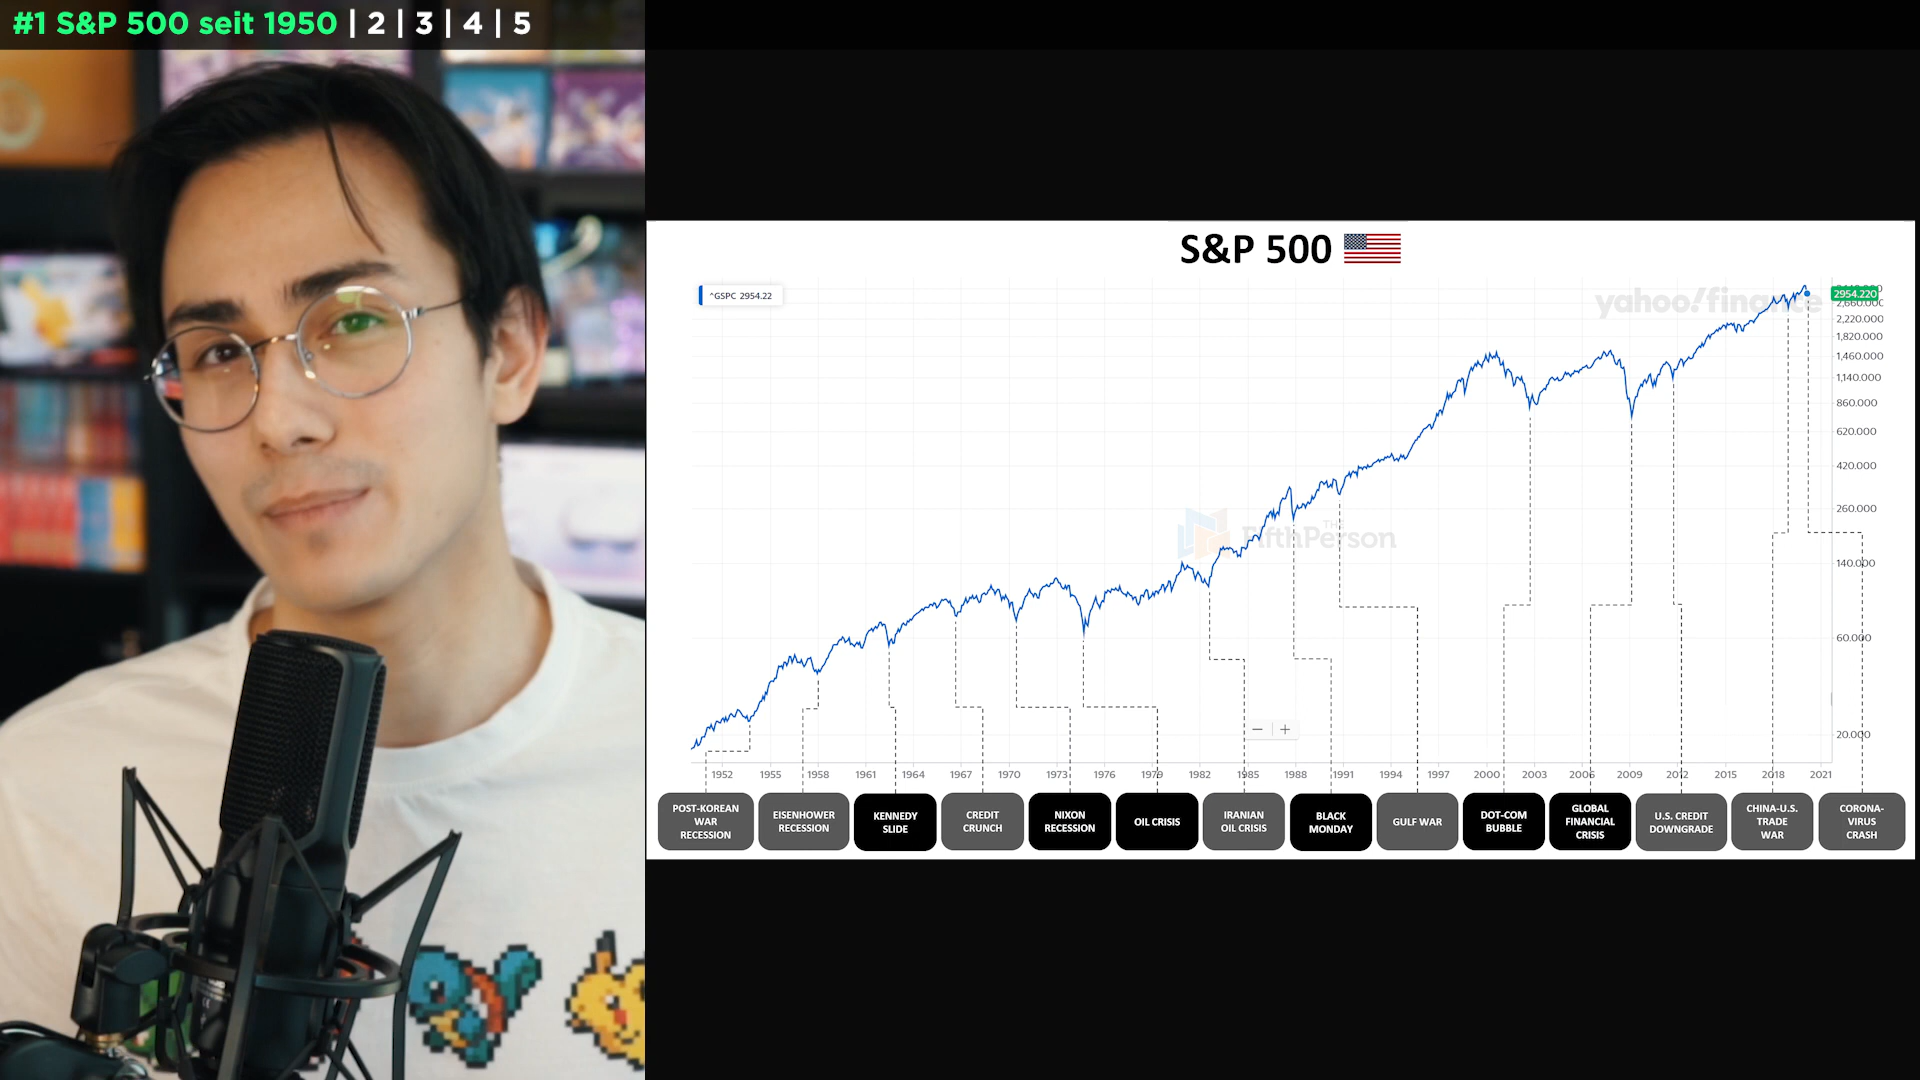 #1 S&P 500 seit 1950 | 2 | 3 | 4 | 5
S&P 500
^GSPC 2954.22
yahoo!finance
2954.220
2,660.000
2,220.000
1,820.000
1,460.000
1,140.000
860.000
620.000
420.000
260.000
140.000
60.000
20.000
THE
FifthPerson
− | +
1952 1955 1958 1961 1964 1967 1970 1973 1976 1979 1982 1985 1988 1991 1994 1997 2000 2003 2006 2009 2012 2015 2018 2021
POST-KOREAN
WAR
RECESSION
EISENHOWER
RECESSION
KENNEDY
SLIDE
CREDIT
CRUNCH
NIXON
RECESSION
OIL CRISIS
IRANIAN
OIL CRISIS
BLACK
MONDAY
GULF WAR
DOT-COM
BUBBLE
GLOBAL
FINANCIAL
CRISIS
U.S. CREDIT
DOWNGRADE
CHINA-U.S.
TRADE
WAR
CORONA-
VIRUS
CRASH